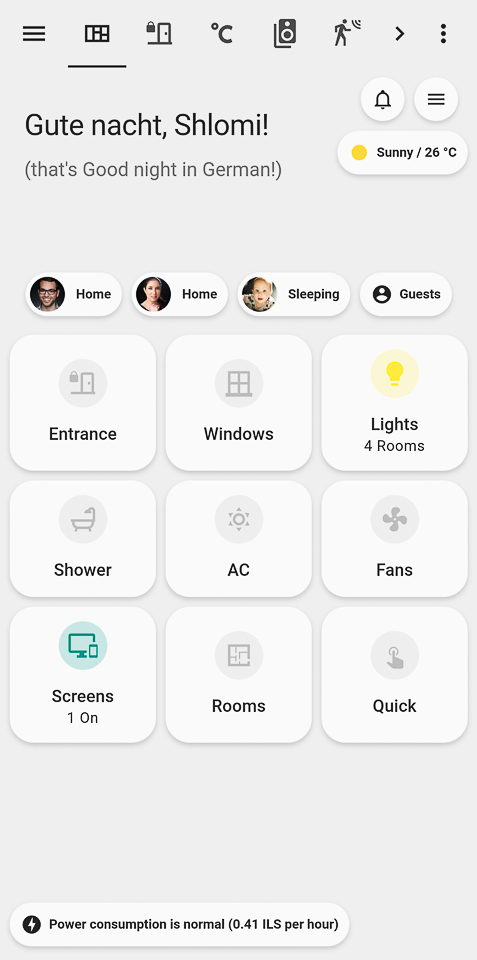 °C
Gute nacht, Shlomi!
(that's Good night in German!)
Sunny / 26 °C
Home
Home
Sleeping
Guests
Entrance
Windows
Lights
4 Rooms
Shower
AC
Fans
Screens
1 On
Rooms
Quick
Power consumption is normal (0.41 ILS per hour)